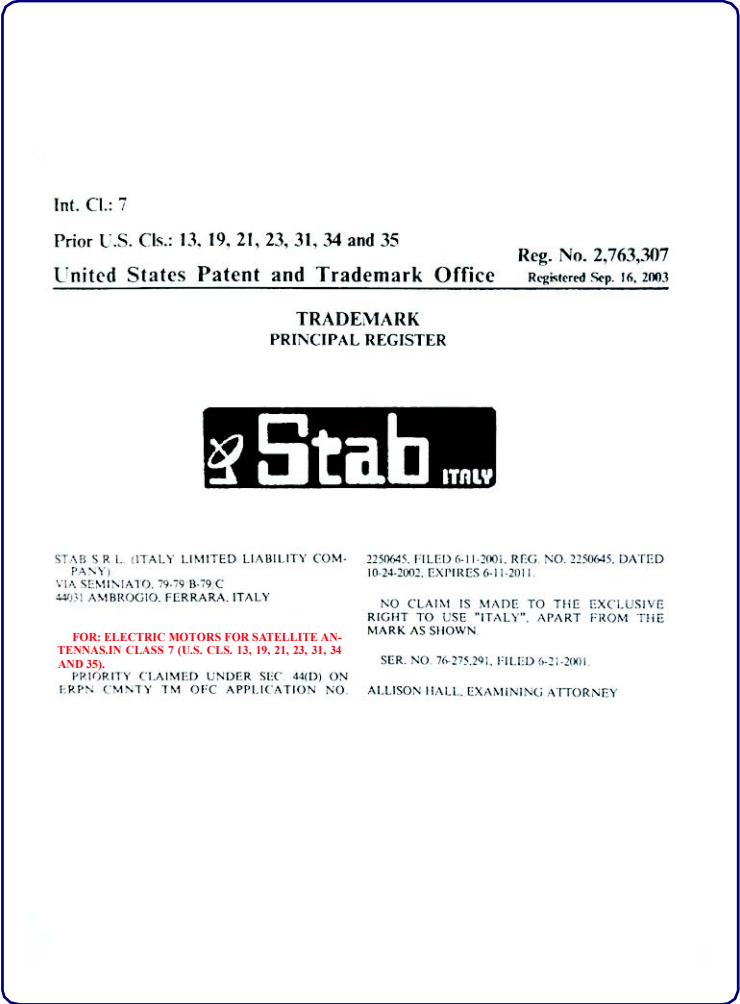 Int. Cl.: 7
Prior U.S. Cls.: 13, 19, 21, 23, 31, 34 and 35
Reg. No. 2,763,307
United States Patent and Trademark Office
Registered Sep. 16, 2003
TRADEMARK
PRINCIPAL REGISTER
Stab ITALY
STAB S.R.L. (ITALY LIMITED LIABILITY COM-
PANY)
VIA SEMINIATO, 79-79 B-79/C
44031 AMBROGIO, FERRARA, ITALY
FOR: ELECTRIC MOTORS FOR SATELLITE AN-
TENNAS.IN CLASS 7 (U.S. CLS. 13, 19, 21, 23, 31, 34
AND 35).
PRIORITY CLAIMED UNDER SEC. 44(D) ON
ERPN CMNTY TM OFC APPLICATION NO.
2250645, FILED 6-11-2001, REG. NO. 2250645, DATED
10-24-2002, EXPIRES 6-11-2011.
NO CLAIM IS MADE TO THE EXCLUSIVE
RIGHT TO USE "ITALY", APART FROM THE
MARK AS SHOWN.
SER. NO. 76-275,291, FILED 6-21-2001.
ALLISON HALL, EXAMINING ATTORNEY